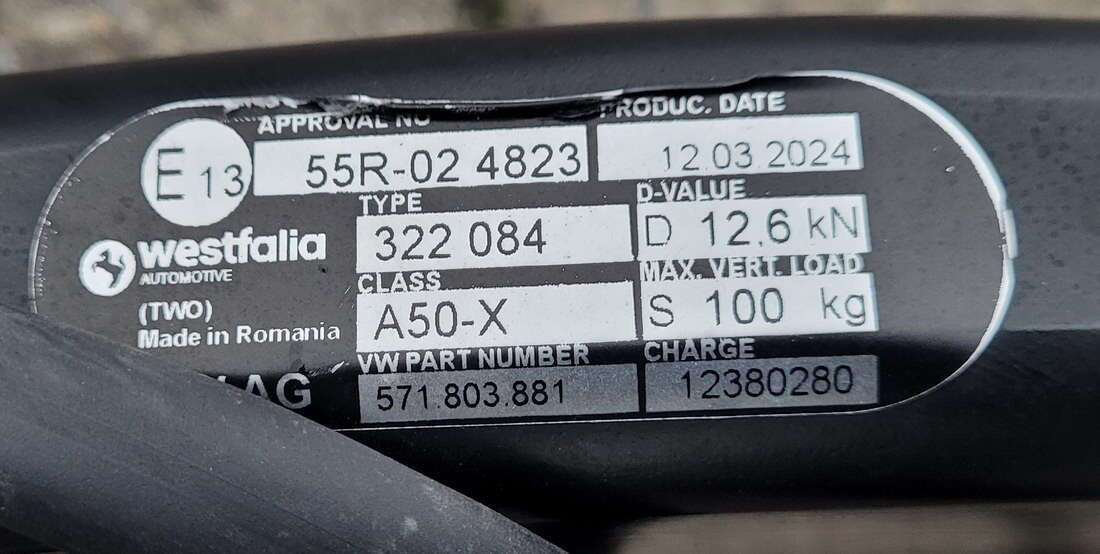 APPROVAL NO
PRODUC. DATE
E 13
55R-02 4823
12.03.2024
TYPE
D-VALUE
322 084
D 12,6 kN
westfalia
AUTOMOTIVE
CLASS
MAX. VERT. LOAD
A50-X
S 100 kg
(TWO)
Made in Romania
VW PART NUMBER
CHARGE
AG
571.803.881
12380280